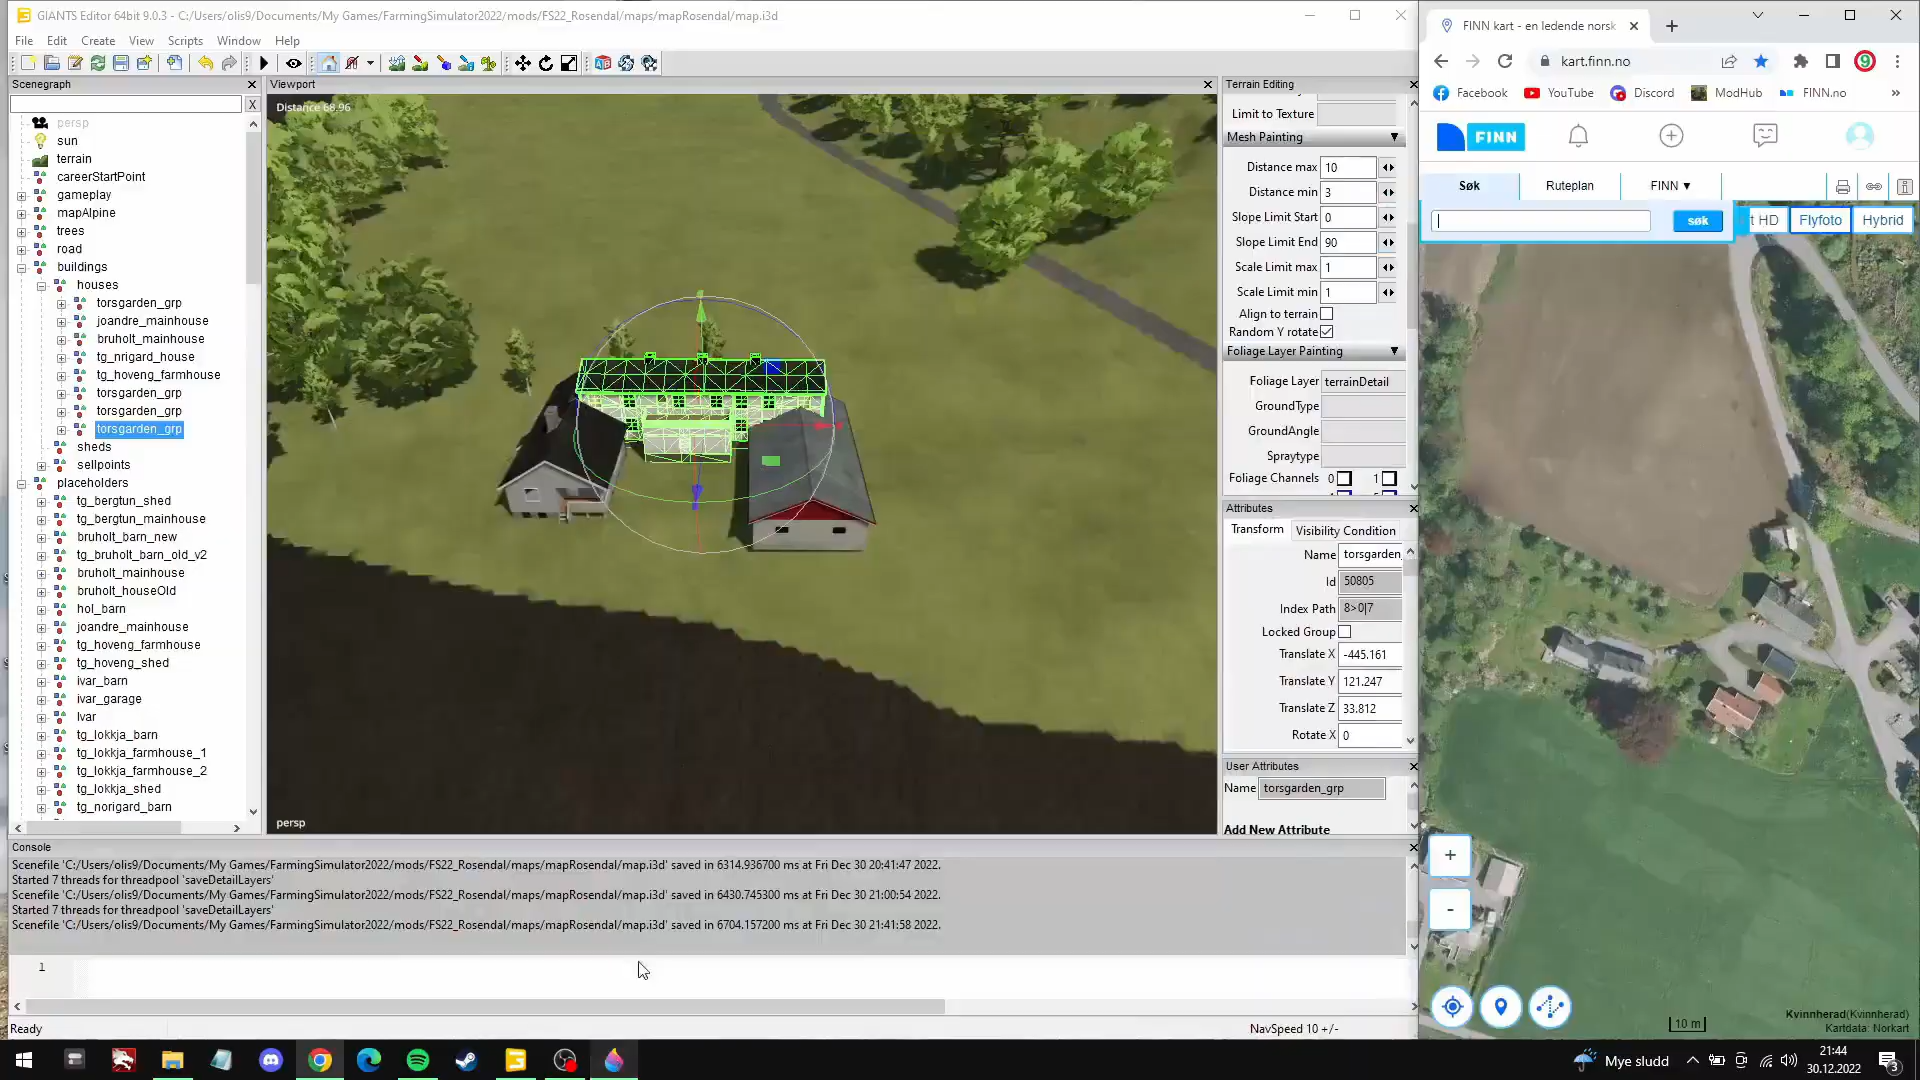 GIANTS Editor 64bit 9.0.3 - C:/Users/olis9/Documents/My Games/FarmingSimulator2022/mods/FS22_Rosendal/maps/mapRosendal/map.i3d
File Edit Create View Scripts Window Help
Scenegraph
X
persp
sun
terrain
careerStartPoint
gameplay
mapAlpine
trees
road
buildings
houses
torsgarden_grp
joandre_mainhouse
bruholt_mainhouse
tg_nrigard_house
tg_hoveng_farmhouse
torsgarden_grp
torsgarden_grp
torsgarden_grp
sheds
sellpoints
placeholders
tg_bergtun_shed
tg_bergtun_mainhouse
bruholt_barn_new
tg_bruholt_barn_old_v2
bruholt_mainhouse
bruholt_houseOld
hol_barn
joandre_mainhouse
tg_hoveng_farmhouse
tg_hoveng_shed
ivar_barn
ivar_garage
Ivar
tg_lokkja_barn
tg_lokkja_farmhouse_1
tg_lokkja_farmhouse_2
tg_lokkja_shed
tg_norigard_barn
Viewport
Distance 68.96
persp
Terrain Editing
Limit to Texture
Mesh Painting
Distance max 10
Distance min 3
Slope Limit Start 0
Slope Limit End 90
Scale Limit max 1
Scale Limit min 1
Align to terrain
Random Y rotate
Foliage Layer Painting
Foliage Layer terrainDetail
GroundType
GroundAngle
Spraytype
Foliage Channels 0 1
Attributes
Transform Visibility Condition
Name torsgarden_
Id 50805
Index Path 8>0|7
Locked Group
Translate X -445.161
Translate Y 121.247
Translate Z 33.812
Rotate X 0
User Attributes
Name torsgarden_grp
Add New Attribute
Console
Scenefile 'C:/Users/olis9/Documents/My Games/FarmingSimulator2022/mods/FS22_Rosendal/maps/mapRosendal/map.i3d' saved in 6314.936700 ms at Fri Dec 30 20:41:47 2022.
Started 7 threads for threadpool 'saveDetailLayers'
Scenefile 'C:/Users/olis9/Documents/My Games/FarmingSimulator2022/mods/FS22_Rosendal/maps/mapRosendal/map.i3d' saved in 6430.745300 ms at Fri Dec 30 21:00:54 2022.
Started 7 threads for threadpool 'saveDetailLayers'
Scenefile 'C:/Users/olis9/Documents/My Games/FarmingSimulator2022/mods/FS22_Rosendal/maps/mapRosendal/map.i3d' saved in 6704.157200 ms at Fri Dec 30 21:41:58 2022.
1
Ready
NavSpeed 10 +/-
FINN kart - en ledende norsk
kart.finn.no
9
Facebook YouTube Discord ModHub FINN.no »
FINN
Søk Ruteplan FINN ▼
søk
t HD Flyfoto Hybrid
+
-
10 m
Kvinnherad(Kvinnherad)
Kartdata: Norkart
Mye sludd
21:44
30.12.2022
3